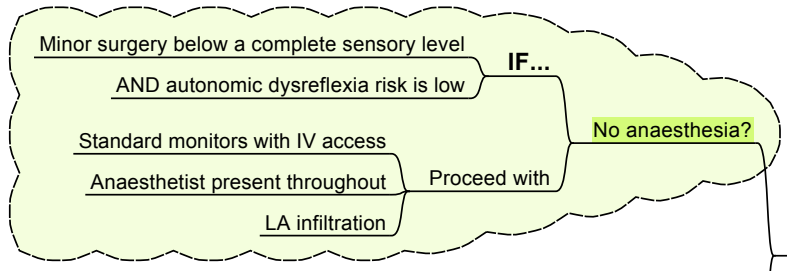 Minor surgery below a complete sensory level
AND autonomic dysreflexia risk is low
IF...
Standard monitors with IV access
Anaesthetist present throughout
LA infiltration
Proceed with
No anaesthesia?